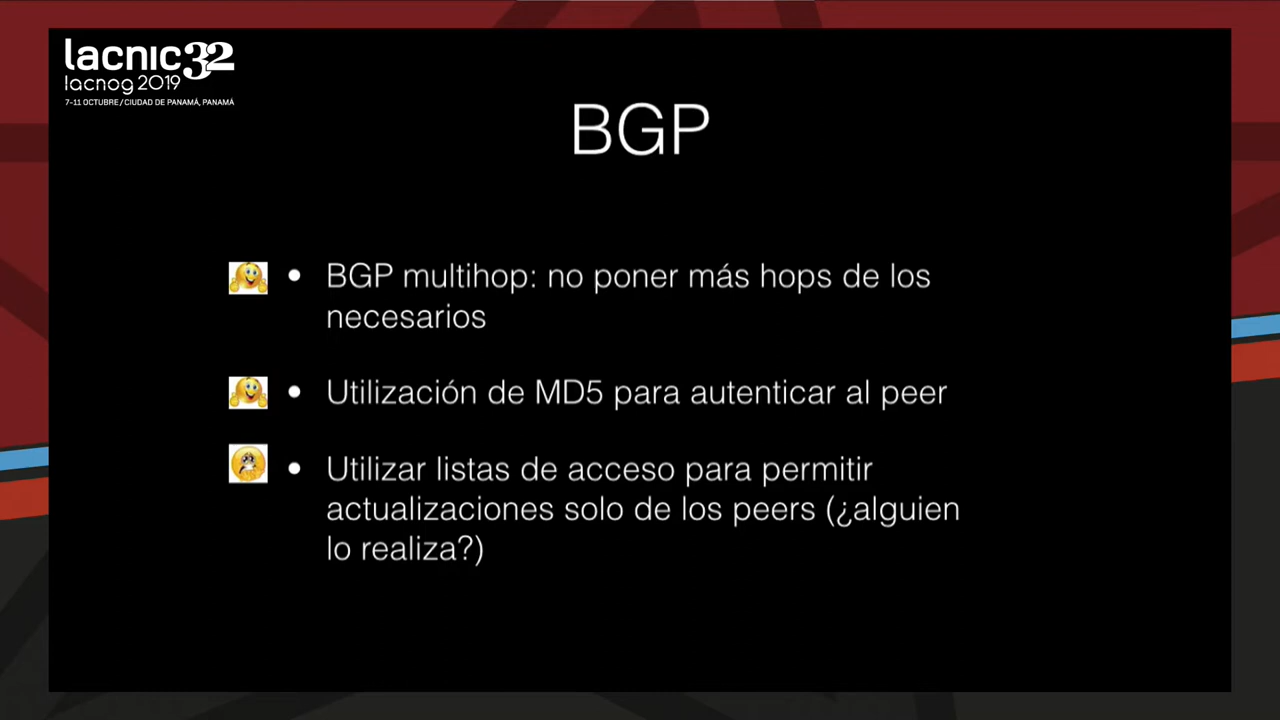 lacnic 32
lacnog 2019
7-11 OCTUBRE / CIUDAD DE PANAMÁ, PANAMÁ
BGP
• BGP multihop: no poner más hops de los
necesarios
• Utilización de MD5 para autenticar al peer
• Utilizar listas de acceso para permitir
actualizaciones solo de los peers (¿alguien
lo realiza?)